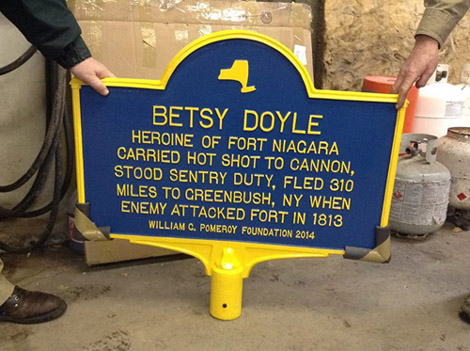 BETSY DOYLE
HEROINE OF FORT NIAGARA
CARRIED HOT SHOT TO CANNON,
STOOD SENTRY DUTY, FLED 310
MILES TO GREENBUSH, NY WHEN
ENEMY ATTACKED FORT IN 1813
WILLIAM G. POMEROY FOUNDATION 2014